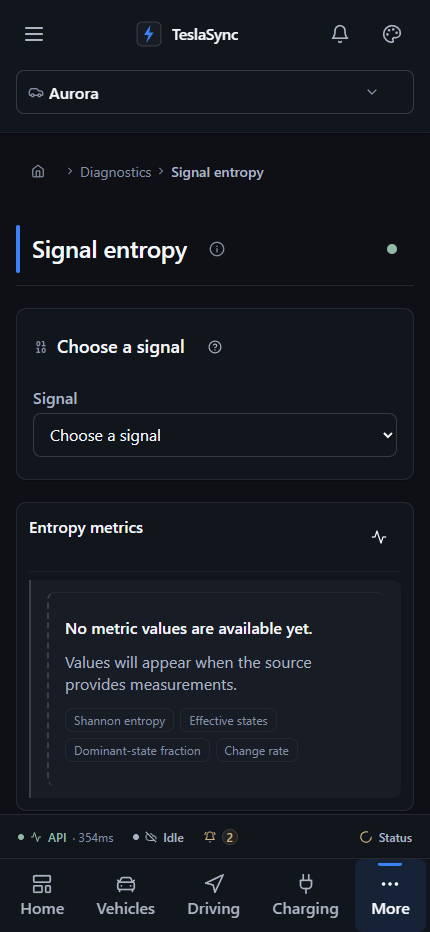 TeslaSync
Aurora
Diagnostics Signal entropy
Signal entropy
Choose a signal
Signal
Choose a signal
Entropy metrics
No metric values are available yet.
Values will appear when the source
provides measurements.
Shannon entropy Effective states
Dominant-state fraction Change rate
API · 354ms Idle 2 Status
Home Vehicles Driving Charging More